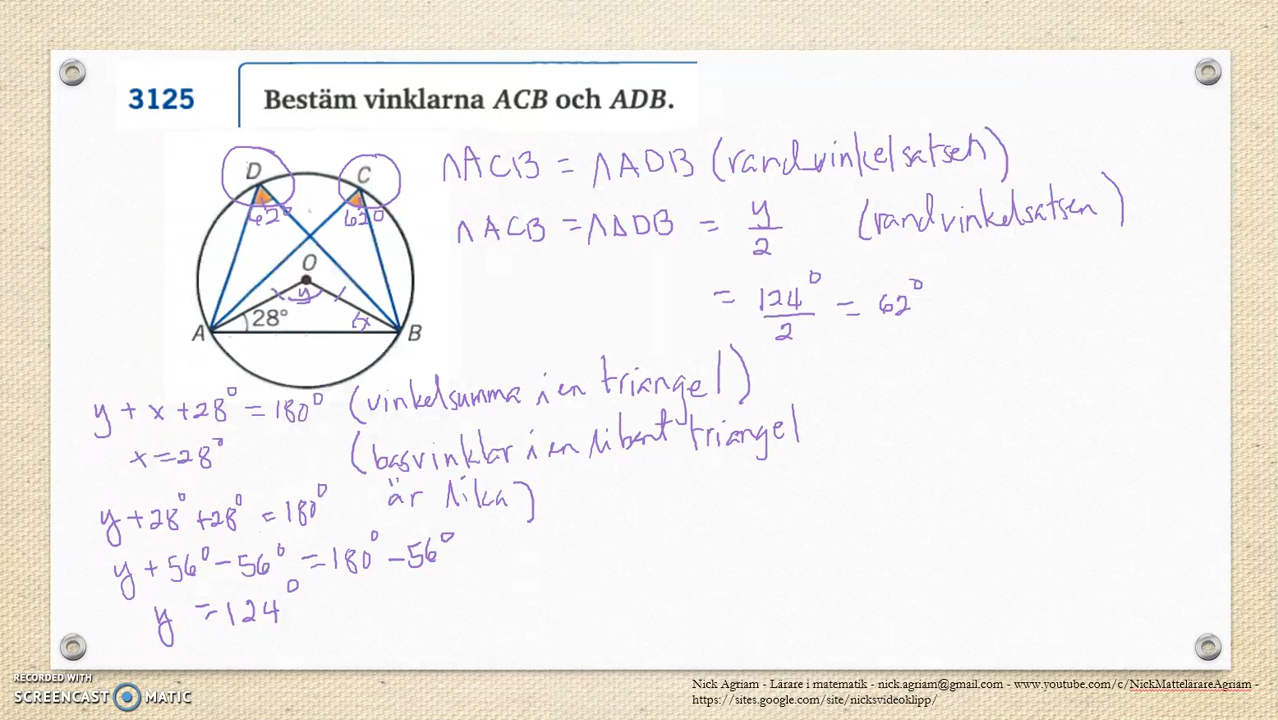 3125
Bestäm vinklarna ACB och ADB.
D
C
62°
62°
O
y
A
28°
x
B
∧ACB = ∧ADB (randvinkelsatsen)
∧ACB = ∧ADB = y/2 (randvinkelsatsen)
= 124°/2 = 62°
y + x + 28° = 180° (vinkelsumma i en triangel)
x = 28° (basvinklar i en likbent triangel
är lika)
y + 28° + 28° = 180°
y + 56° - 56° = 180° - 56°
y = 124°
RECORDED WITH
SCREENCAST MATIC
Nick Agriam - Lärare i matematik - nick.agriam@gmail.com - www.youtube.com/c/NickMattelärareAgriam -
https://sites.google.com/site/nicksvideoklipp/